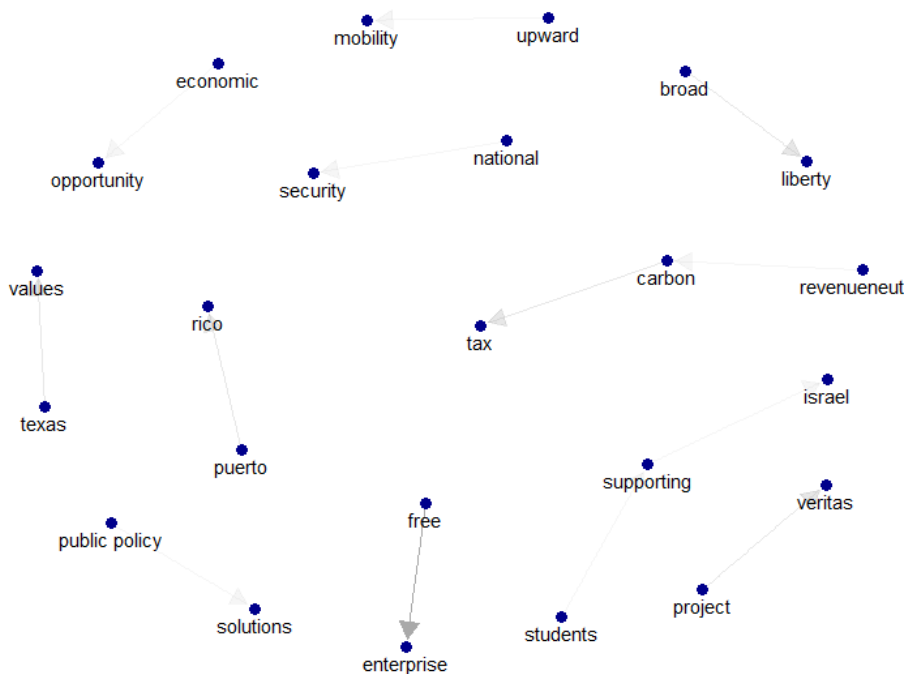 mobility
upward
economic
broad
national
opportunity
security
liberty
values
carbon
revenueneut
rico
tax
israel
texas
puerto
supporting
veritas
free
public policy
solutions
students
project
enterprise